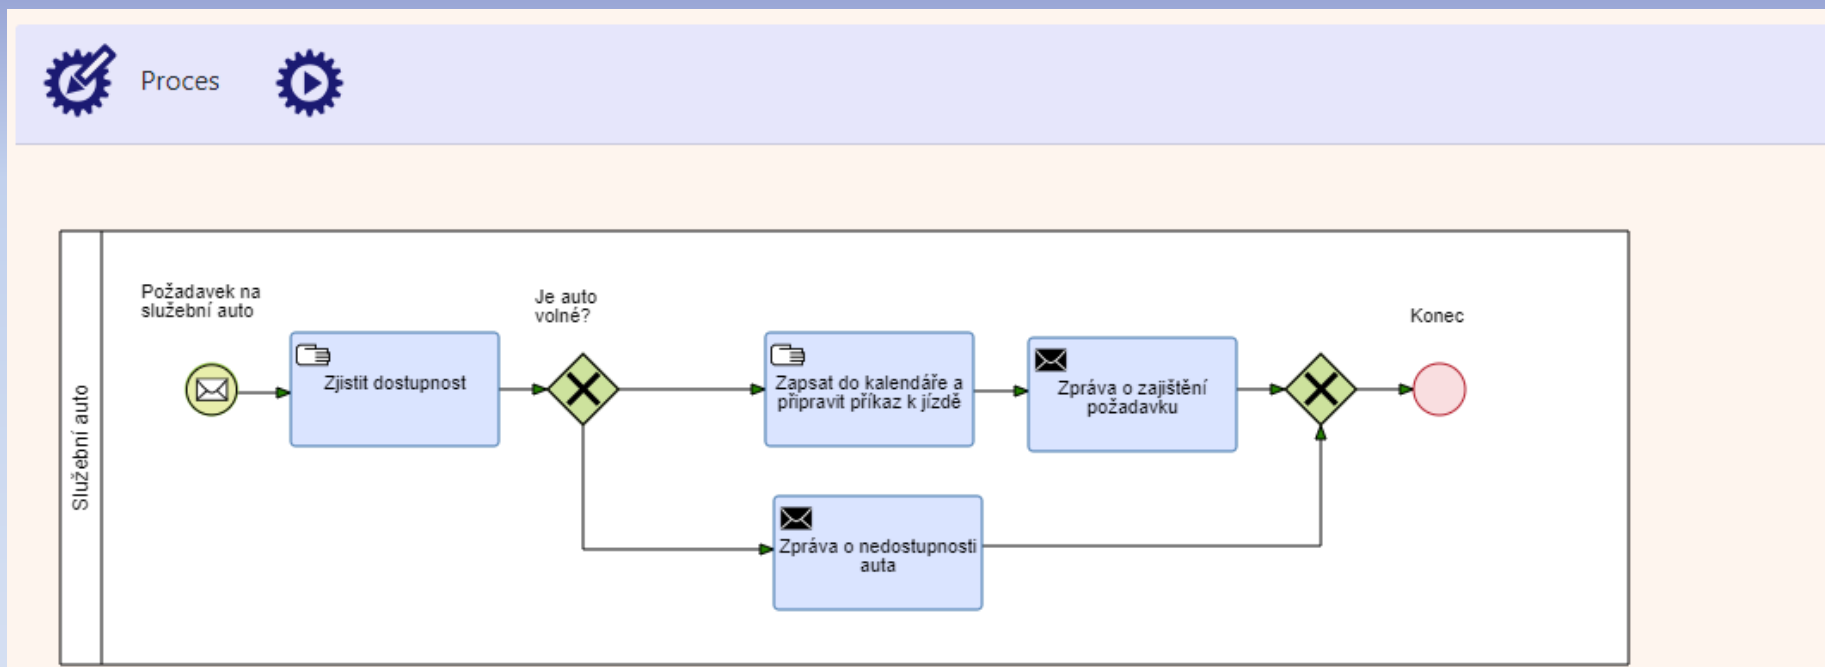 Proces
Služební auto
Požadavek na
služební auto
Zjistit dostupnost
Je auto
volné?
Zapsat do kalendáře a
připravit příkaz k jízdě
Zpráva o zajištění
požadavku
Konec
Zpráva o nedostupnosti
auta